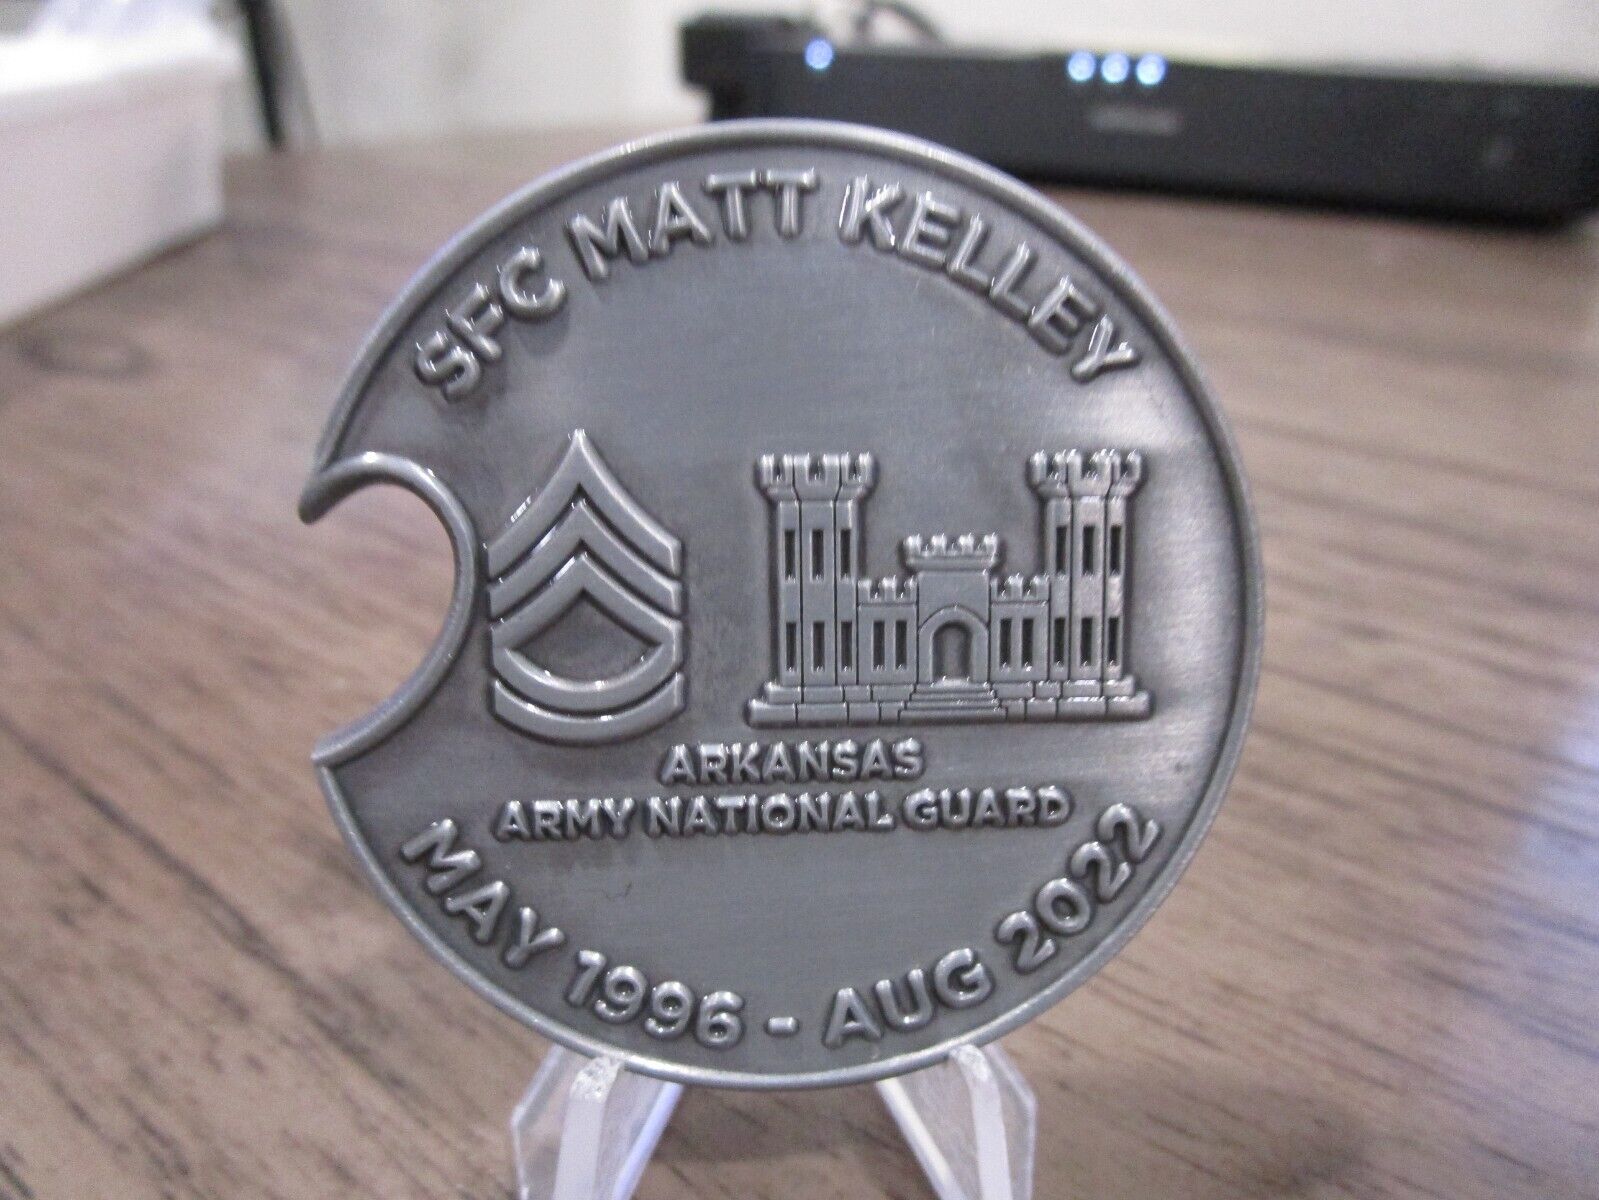 SFC MATT KELLEY
ARKANSAS
ARMY NATIONAL GUARD
MAY 1996 - AUG 2022